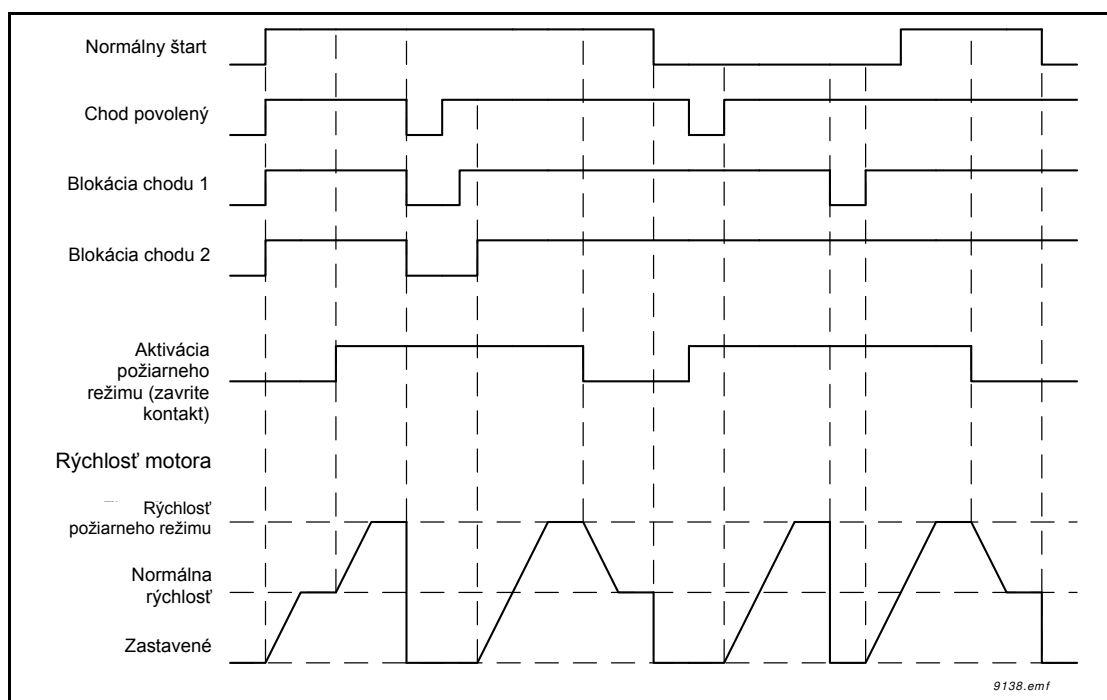 Normálny štart
Chod povolený
Blokácia chodu 1
Blokácia chodu 2
Aktivácia
požiarneho
režimu (zavrite
kontakt)
Rýchlosť motora
Rýchlosť
požiarneho režimu
Normálna
rýchlosť
Zastavené
9138.emf